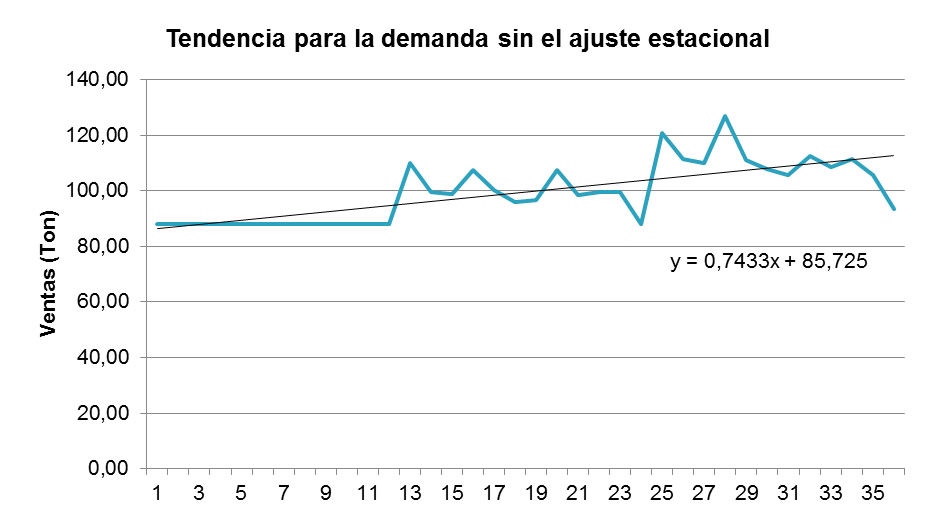 Tendencia para la demanda sin el ajuste estacional
140,00
120,00
100,00
80,00
60,00
40,00
20,00
0,00
Ventas (Ton)
y = 0,7433x + 85,725
1 3 5 7 9 11 13 15 17 19 21 23 25 27 29 31 33 35